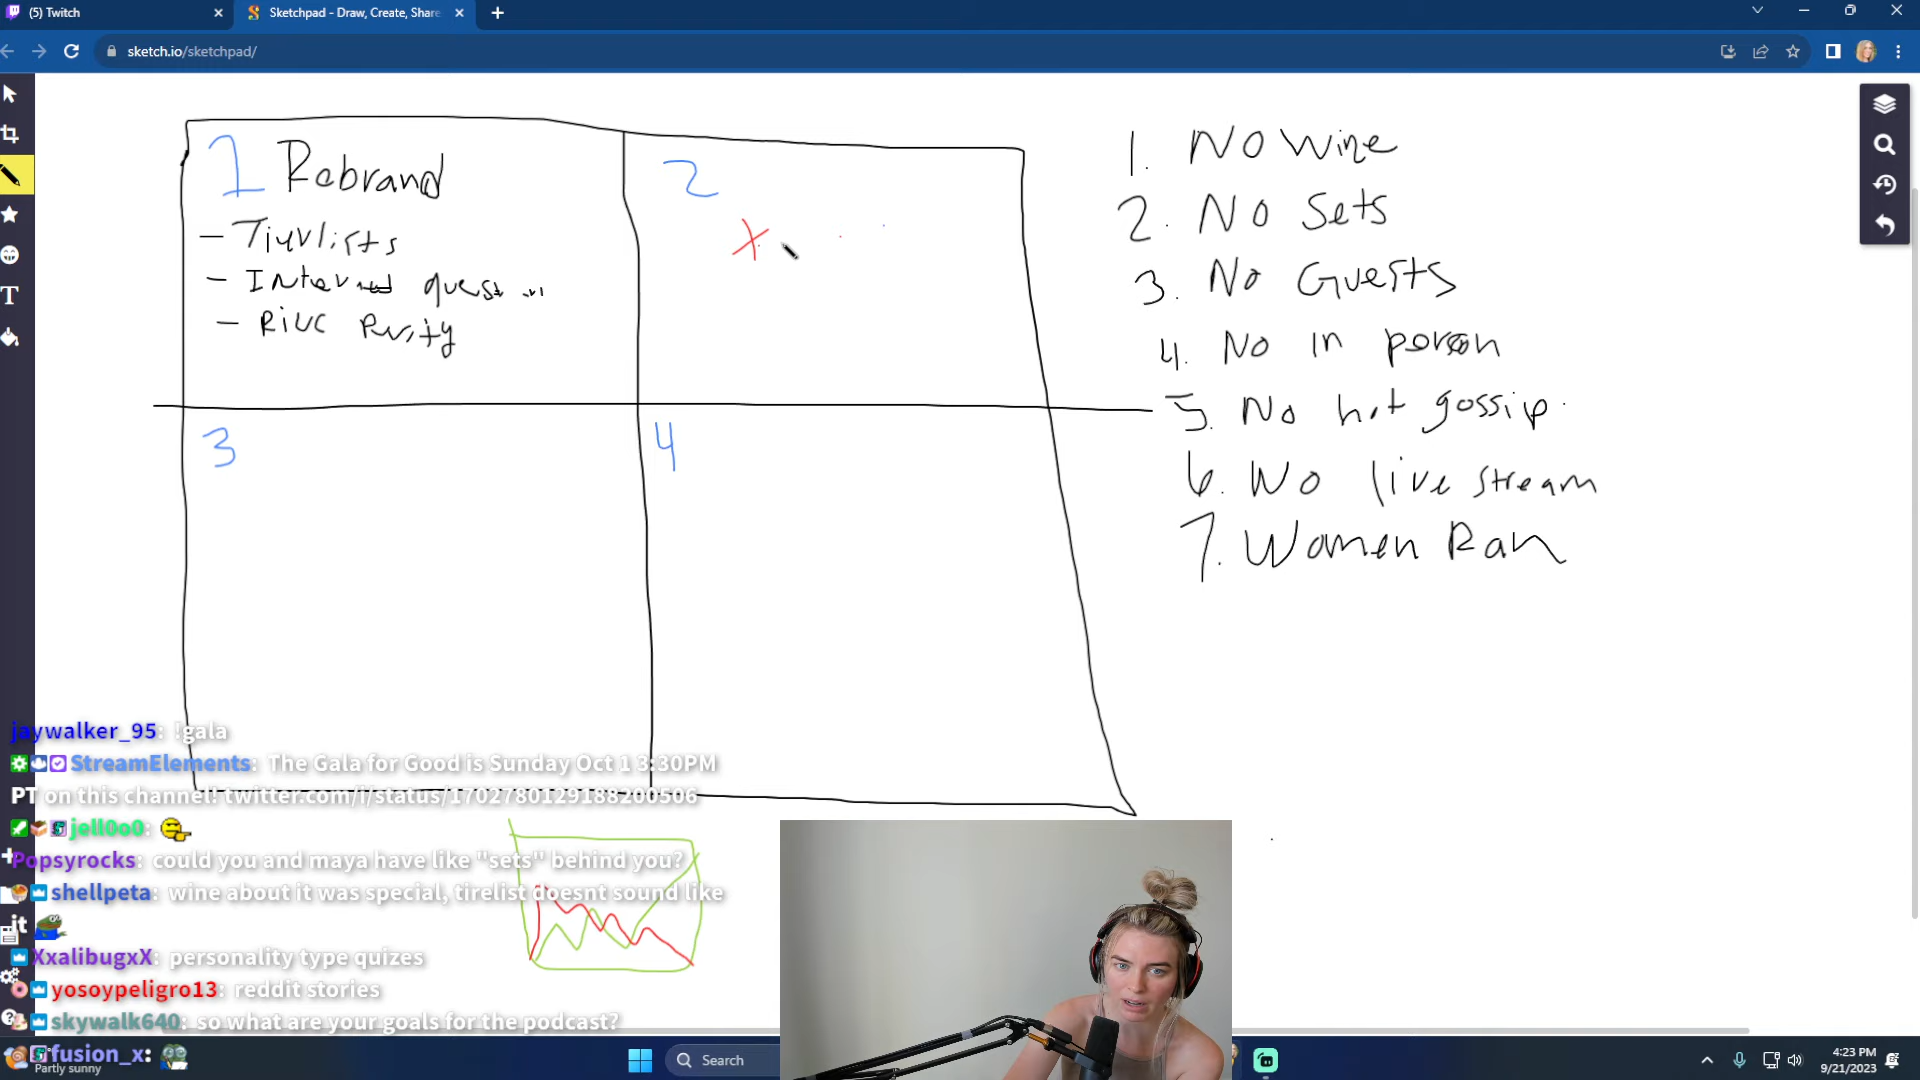 (5) Twitch
Sketchpad - Draw, Create, Share
sketch.io/sketchpad/
1 Rebrand
- Tierlists
- Internet
- Rice Purity
2
3
4
1. No Wine
2. No Sets
3. No Guests
4. No in person
5. No hot gossip
6. No live stream
7. Women Ran
jaywalker_95: !gala
StreamElements: The Gala for Good is Sunday Oct 1 3:30PM
PT on this channel! twitter.com/i/status/1702780129188200506
jell0o0:
Popsyrocks: could you and maya have like "sets" behind you?
shellpeta: wine about it was special, tirelist doesnt sound like
it
XxalibugxX: personality type quizes
yosoypeligro13: reddit stories
skywalk640: so what are your goals for the podcast?
fusion_x:
Partly sunny
Search
4:23 PM
9/21/2023